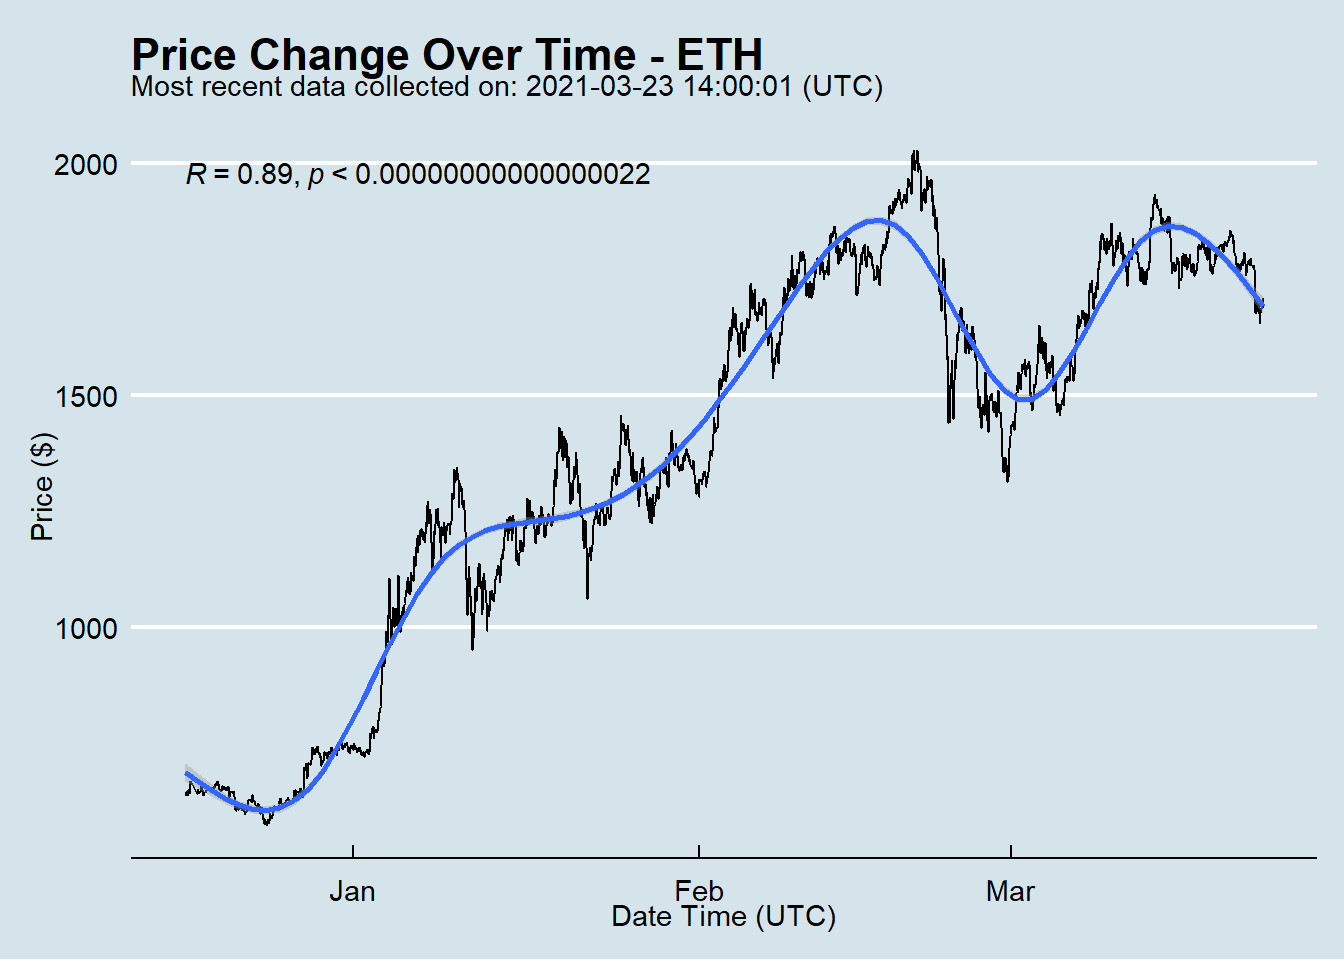 Price Change Over Time - ETH
Most recent data collected on: 2021-03-23 14:00:01 (UTC)
R = 0.89, p < 0.00000000000000022
2000
1500
1000
Price ($)
Jan Feb Mar
Date Time (UTC)